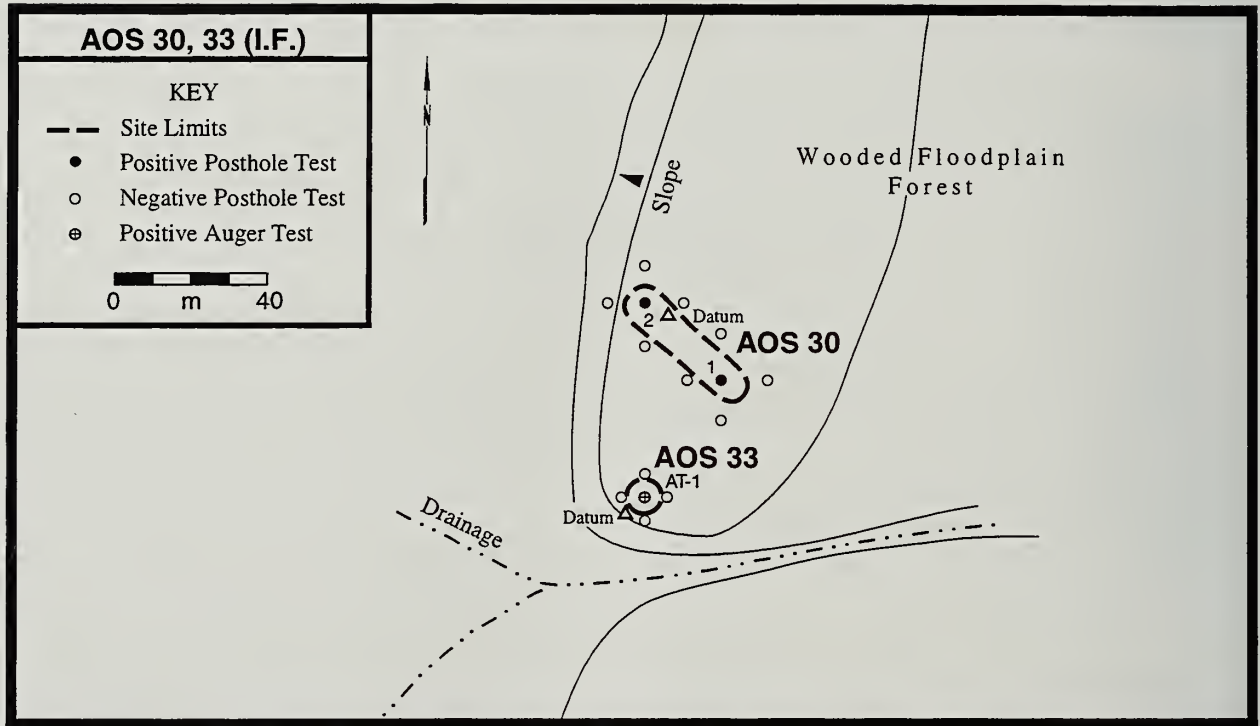 AOS 30, 33 (I.F.)
KEY
Site Limits
Positive Posthole Test
Negative Posthole Test
Positive Auger Test
0 m 40
N
Slope
Wooded Floodplain
Forest
2
Datum
AOS 30
1
AOS 33
AT-1
Datum
Drainage